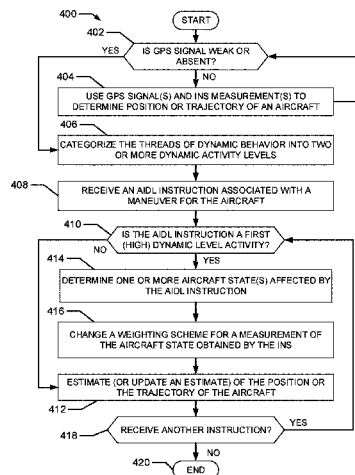 400
START
402
YES
IS GPS SIGNAL WEAK OR
ABSENT?
404
NO
USE GPS SIGNAL(S) AND INS MEASUREMENT(S) TO
DETERMINE POSITION OR TRAJECTORY OF AN AIRCRAFT
406
CATEGORIZE THE THREADS OF DYNAMIC BEHAVIOR INTO TWO
OR MORE DYNAMIC ACTIVITY LEVELS
408
RECEIVE AN AIDL INSTRUCTION ASSOCIATED WITH A
MANEUVER FOR THE AIRCRAFT
410
IS THE AIDL INSTRUCTION A FIRST
(HIGH) DYNAMIC LEVEL ACTIVITY?
NO
414
YES
DETERMINE ONE OR MORE AIRCRAFT STATE(S) AFFECTED BY
THE AIDL INSTRUCTION
416
CHANGE A WEIGHTING SCHEME FOR A MEASUREMENT OF
THE AIRCRAFT STATE OBTAINED BY THE INS
ESTIMATE (OR UPDATE AN ESTIMATE) OF THE POSITION OR
THE TRAJECTORY OF THE AIRCRAFT
412
RECEIVE ANOTHER INSTRUCTION?
YES
418
NO
420
END